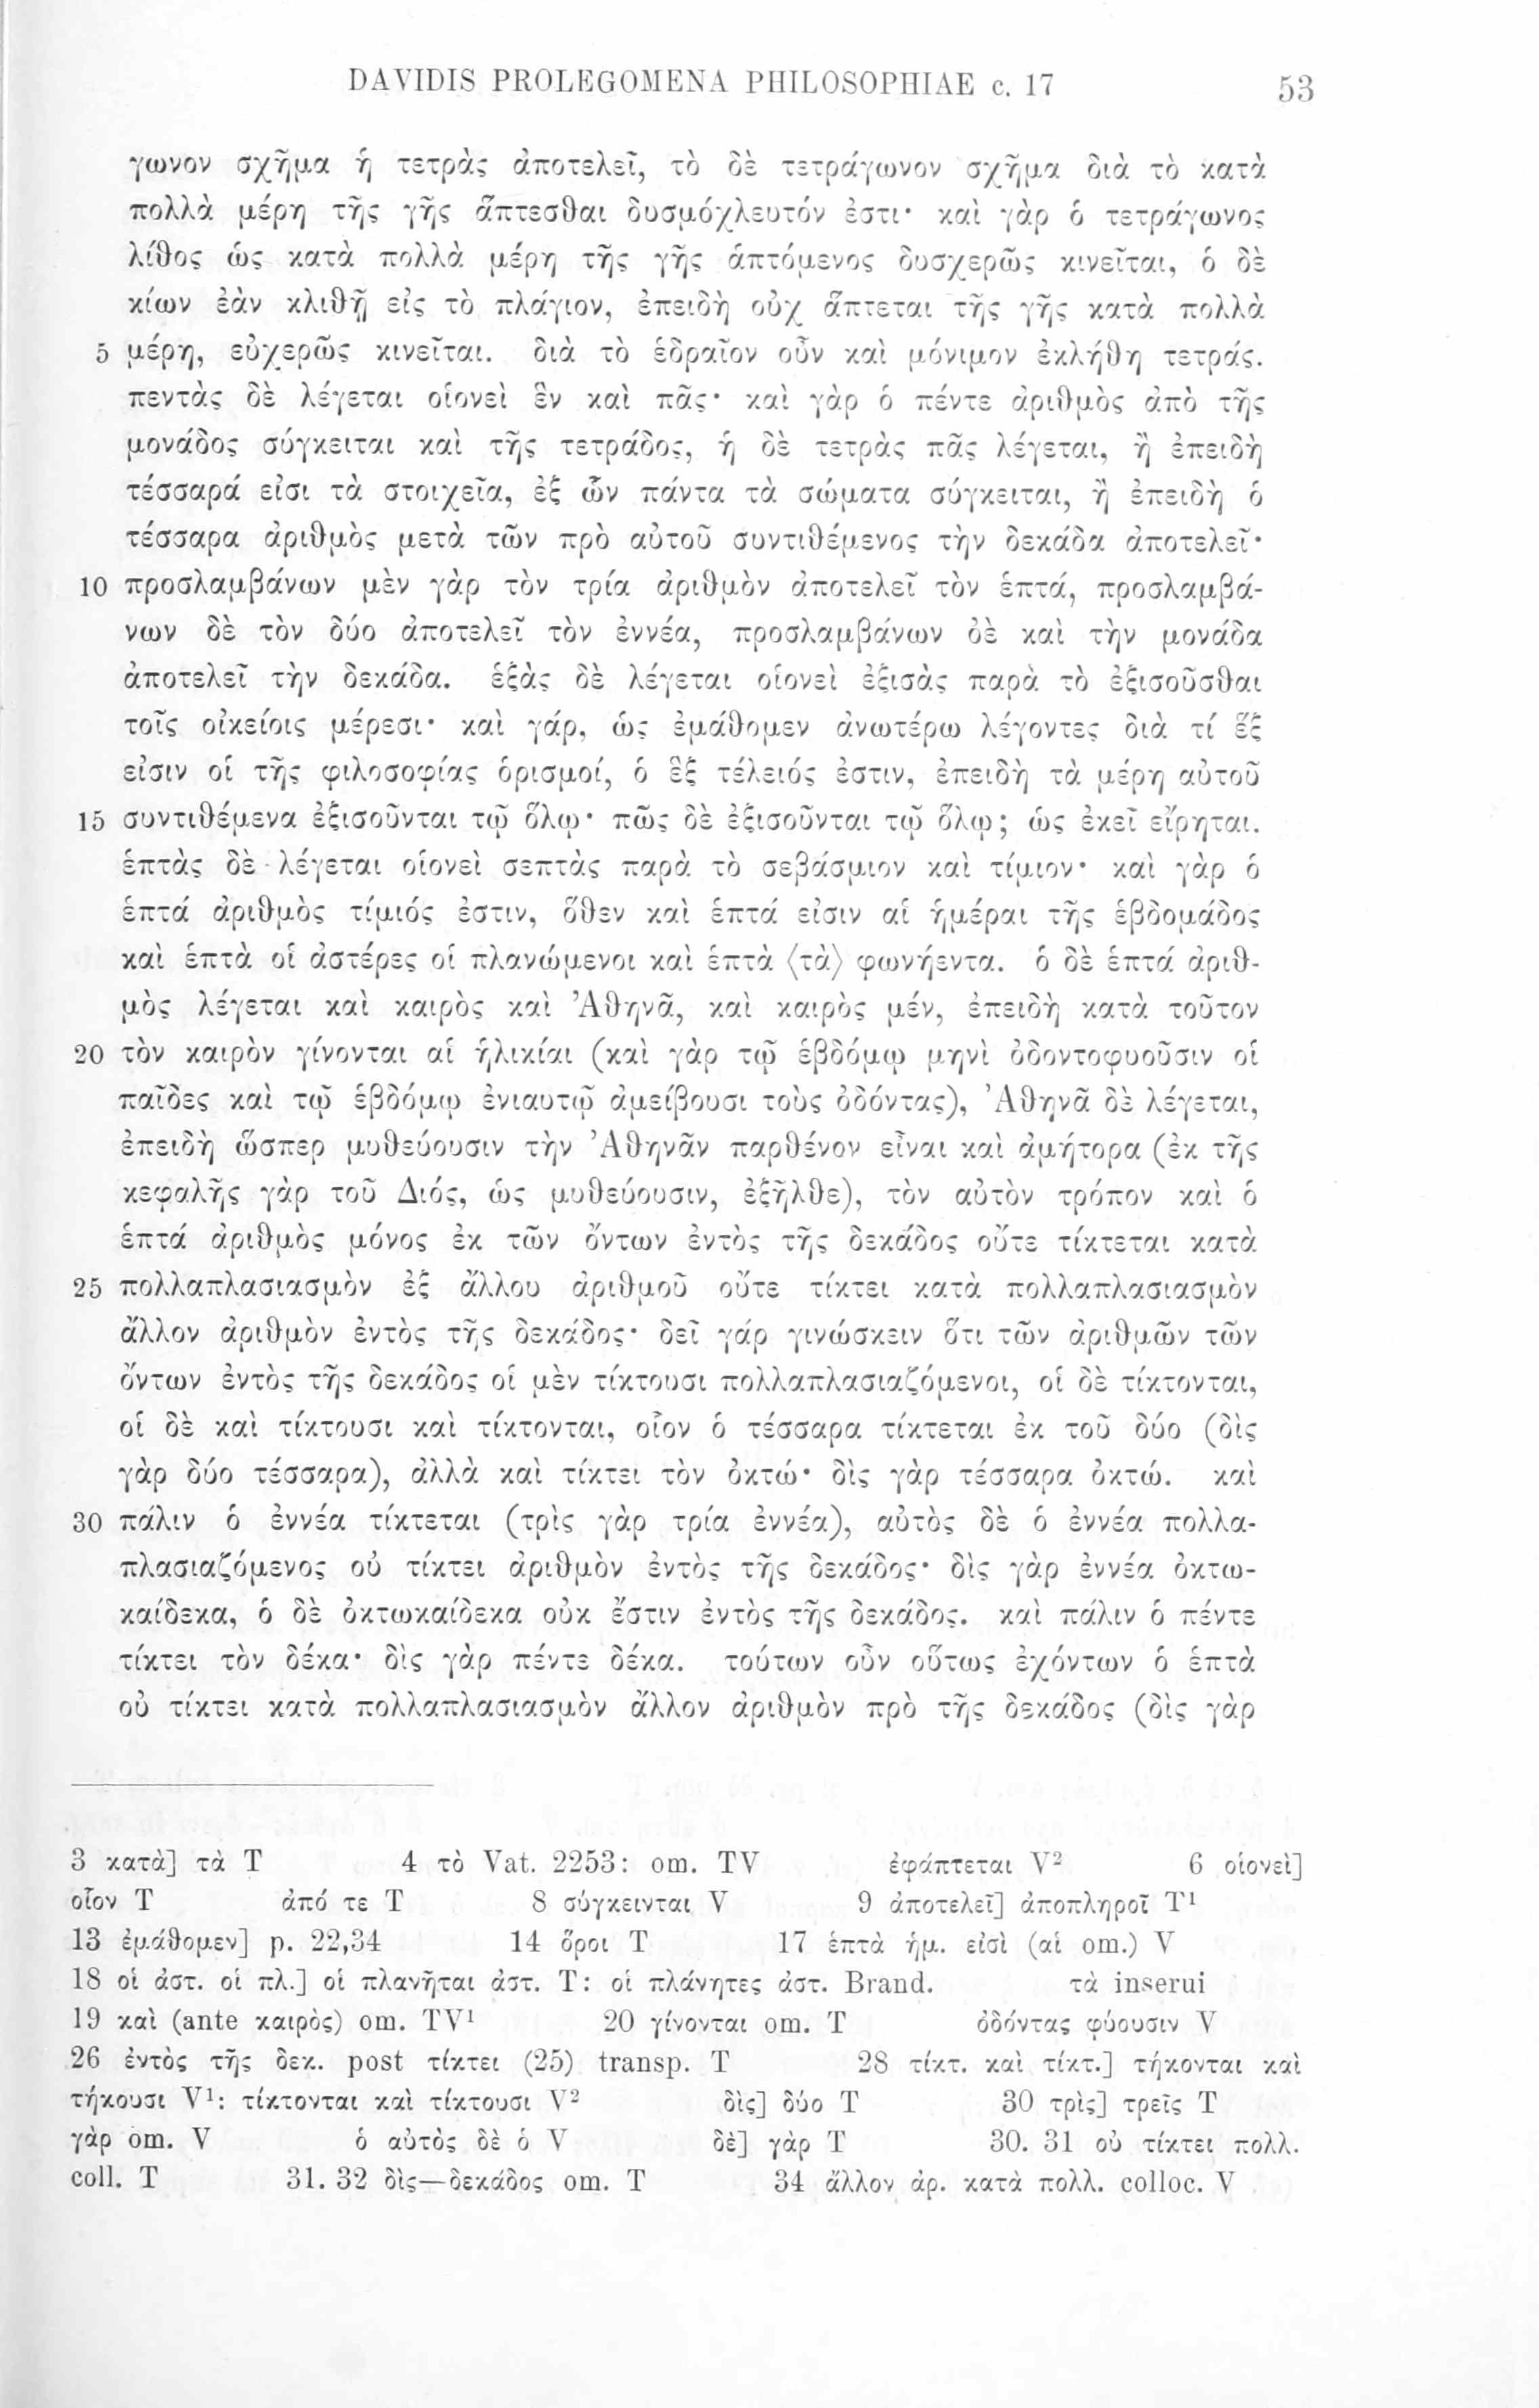 DAVIDIS PROLEGOMENA PHILOSOPHIAE c. 17 53
γωνον σχῆμα ἡ τετρὰς ἀποτελεῖ, τὸ δὲ τετράγωνον σχῆμα διὰ τὸ κατὰ
πολλὰ μέρη τῆς γῆς ἅπτεσθαι δυσμόχλευτόν ἐστι· καὶ γὰρ ὁ τετράγωνος
λίθος ὡς κατὰ πολλὰ μέρη τῆς γῆς ἁπτόμενος δυσχερῶς κινεῖται, ὁ δὲ
κίων ἐὰν κλιθῇ εἰς τὸ πλάγιον, ἐπειδὴ οὐχ ἅπτεται τῆς γῆς κατὰ πολλὰ
5 μέρη, εὐχερῶς κινεῖται. διὰ τὸ ἑδραῖον οὖν καὶ μόνιμον ἐκλήθη τετράς.
πεντὰς δὲ λέγεται οἱονεὶ ἓν καὶ πᾶς· καὶ γὰρ ὁ πέντε ἀριθμὸς ἀπὸ τῆς
μονάδος σύγκειται καὶ τῆς τετράδος, ἡ δὲ τετρὰς πᾶς λέγεται, ἢ ἐπειδὴ
τέσσαρά εἰσι τὰ στοιχεῖα, ἐξ ὧν πάντα τὰ σώματα σύγκειται, ἢ ἐπειδὴ ὁ
τέσσαρα ἀριθμὸς μετὰ τῶν πρὸ αὐτοῦ συντιθέμενος τὴν δεκάδα ἀποτελεῖ·
10 προσλαμβάνων μὲν γὰρ τὸν τρία ἀριθμὸν ἀποτελεῖ τὸν ἑπτά, προσλαμβά-
νων δὲ τὸν δύο ἀποτελεῖ τὸν ἐννέα, προσλαμβάνων δὲ καὶ τὴν μονάδα
ἀποτελεῖ τὴν δεκάδα. ἑξὰς δὲ λέγεται οἱονεὶ ἐξισὰς παρὰ τὸ ἐξισοῦσθαι
τοῖς οἰκείοις μέρεσι· καὶ γάρ, ὡς ἐμάθομεν ἀνωτέρω λέγοντες διὰ τί ἕξ
εἰσιν οἱ τῆς φιλοσοφίας ὁρισμοί, ὁ ἓξ τέλειός ἐστιν, ἐπειδὴ τὰ μέρη αὐτοῦ
15 συντιθέμενα ἐξισοῦνται τῷ ὅλῳ· πῶς δὲ ἐξισοῦνται τῷ ὅλῳ; ὡς ἐκεῖ εἴρηται.
ἑπτὰς δὲ λέγεται οἱονεὶ σεπτὰς παρὰ τὸ σεβάσμιον καὶ τίμιον· καὶ γὰρ ὁ
ἑπτά ἀριθμὸς τίμιός ἐστιν, ὅθεν καὶ ἑπτά εἰσιν αἱ ἡμέραι τῆς ἑβδομάδος
καὶ ἑπτὰ οἱ ἀστέρες οἱ πλανώμενοι καὶ ἑπτὰ ⟨τὰ⟩ φωνήεντα. ὁ δὲ ἑπτά ἀριθ-
μὸς λέγεται καὶ καιρὸς καὶ Ἀθηνᾶ, καὶ καιρὸς μέν, ἐπειδὴ κατὰ τοῦτον
20 τὸν καιρὸν γίνονται αἱ ἡλικίαι (καὶ γὰρ τῷ ἑβδόμῳ μηνὶ ὀδοντοφυοῦσιν οἱ
παῖδες καὶ τῷ ἑβδόμῳ ἐνιαυτῷ ἀμείβουσι τοὺς ὀδόντας), Ἀθηνᾶ δὲ λέγεται,
ἐπειδὴ ὥσπερ μυθεύουσιν τὴν Ἀθηνᾶν παρθένον εἶναι καὶ ἀμήτορα (ἐκ τῆς
κεφαλῆς γὰρ τοῦ Διός, ὡς μυθεύουσιν, ἐξῆλθε), τὸν αὐτὸν τρόπον καὶ ὁ
ἑπτά ἀριθμὸς μόνος ἐκ τῶν ὄντων ἐντὸς τῆς δεκάδος οὔτε τίκτεται κατὰ
25 πολλαπλασιασμὸν ἐξ ἄλλου ἀριθμοῦ οὔτε τίκτει κατὰ πολλαπλασιασμὸν
ἄλλον ἀριθμὸν ἐντὸς τῆς δεκάδος· δεῖ γάρ γινώσκειν ὅτι τῶν ἀριθμῶν τῶν
ὄντων ἐντὸς τῆς δεκάδος οἱ μὲν τίκτουσι πολλαπλασιαζόμενοι, οἱ δὲ τίκτονται,
οἱ δὲ καὶ τίκτουσι καὶ τίκτονται, οἷον ὁ τέσσαρα τίκτεται ἐκ τοῦ δύο (δὶς
γὰρ δύο τέσσαρα), ἀλλὰ καὶ τίκτει τὸν ὀκτώ· δὶς γὰρ τέσσαρα ὀκτώ. καὶ
30 πάλιν ὁ ἐννέα τίκτεται (τρὶς γὰρ τρία ἐννέα), αὐτὸς δὲ ὁ ἐννέα πολλα-
πλασιαζόμενος οὐ τίκτει ἀριθμὸν ἐντὸς τῆς δεκάδος· δὶς γὰρ ἐννέα ὀκτω-
καίδεκα, ὁ δὲ ὀκτωκαίδεκα οὐκ ἔστιν ἐντὸς τῆς δεκάδος. καὶ πάλιν ὁ πέντε
τίκτει τὸν δέκα· δὶς γὰρ πέντε δέκα. τούτων οὖν οὕτως ἐχόντων ὁ ἑπτὰ
οὐ τίκτει κατὰ πολλαπλασιασμὸν ἄλλον ἀριθμὸν πρὸ τῆς δεκάδος (δὶς γὰρ
3 κατὰ] τὰ T 4 τὸ Vat. 2253: om. TV ἐφάπτεται V² 6 οἱονεὶ]
οἷον T ἀπό τε T 8 σύγκεινται V 9 ἀποτελεῖ] ἀποπληροῖ T¹
13 ἐμάθομεν] p. 22,34 14 ὅροι T 17 ἑπτὰ ἡμ. εἰσὶ (αἱ om.) V
18 οἱ ἀστ. οἱ πλ.] οἱ πλανῆται ἀστ. T: οἱ πλάνητες ἀστ. Brand. τὰ inserui
19 καὶ (ante καιρὸς) om. TV¹ 20 γίνονται om. T ὀδόντας φύουσιν V
26 ἐντὸς τῆς δεκ. post τίκτει (25) transp. T 28 τίκτ. καὶ τίκτ.] τήκονται καὶ
τήκουσι V¹: τίκτονται καὶ τίκτουσι V² δὶς] δύο T 30 τρὶς] τρεῖς T
γὰρ om. V ὁ αὐτὸς δὲ ὁ V δὲ] γὰρ T 30. 31 οὐ τίκτει πολλ.
coll. T 31. 32 δὶς—δεκάδος om. T 34 ἄλλον ἀρ. κατὰ πολλ. colloc. V